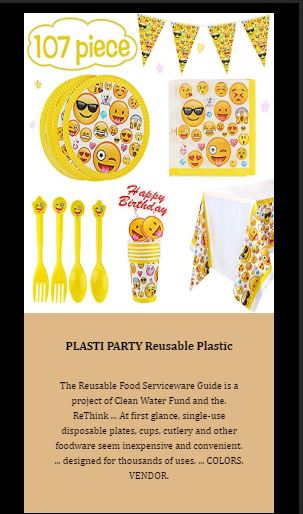 107 piece
Happy
Birthday
PLASTI PARTY Reusable Plastic
The Reusable Food Serviceware Guide is a
project of Clean Water Fund and the.
ReThink ... At first glance, single-use
disposable plates, cups, cutlery and other
foodware seem inexpensive and convenient.
... designed for thousands of uses. ... COLORS.
VENDOR.